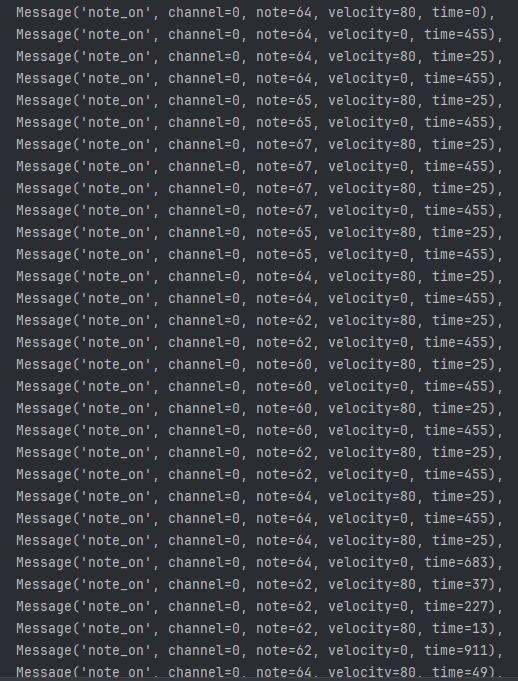 Message('note_on', channel=0, note=64, velocity=80, time=0),
Message('note_on', channel=0, note=64, velocity=0, time=455),
Message('note_on', channel=0, note=64, velocity=80, time=25),
Message('note_on', channel=0, note=64, velocity=0, time=455),
Message('note_on', channel=0, note=65, velocity=80, time=25),
Message('note_on', channel=0, note=65, velocity=0, time=455),
Message('note_on', channel=0, note=67, velocity=80, time=25),
Message('note_on', channel=0, note=67, velocity=0, time=455),
Message('note_on', channel=0, note=67, velocity=80, time=25),
Message('note_on', channel=0, note=67, velocity=0, time=455),
Message('note_on', channel=0, note=65, velocity=80, time=25),
Message('note_on', channel=0, note=65, velocity=0, time=455),
Message('note_on', channel=0, note=64, velocity=80, time=25),
Message('note_on', channel=0, note=64, velocity=0, time=455),
Message('note_on', channel=0, note=62, velocity=80, time=25),
Message('note_on', channel=0, note=62, velocity=0, time=455),
Message('note_on', channel=0, note=60, velocity=80, time=25),
Message('note_on', channel=0, note=60, velocity=0, time=455),
Message('note_on', channel=0, note=60, velocity=80, time=25),
Message('note_on', channel=0, note=60, velocity=0, time=455),
Message('note_on', channel=0, note=62, velocity=80, time=25),
Message('note_on', channel=0, note=62, velocity=0, time=455),
Message('note_on', channel=0, note=64, velocity=80, time=25),
Message('note_on', channel=0, note=64, velocity=0, time=455),
Message('note_on', channel=0, note=64, velocity=80, time=25),
Message('note_on', channel=0, note=64, velocity=0, time=683),
Message('note_on', channel=0, note=62, velocity=80, time=37),
Message('note_on', channel=0, note=62, velocity=0, time=227),
Message('note_on', channel=0, note=62, velocity=80, time=13),
Message('note_on', channel=0, note=62, velocity=0, time=911),
Message('note_on', channel=0, note=64, velocity=80, time=49),